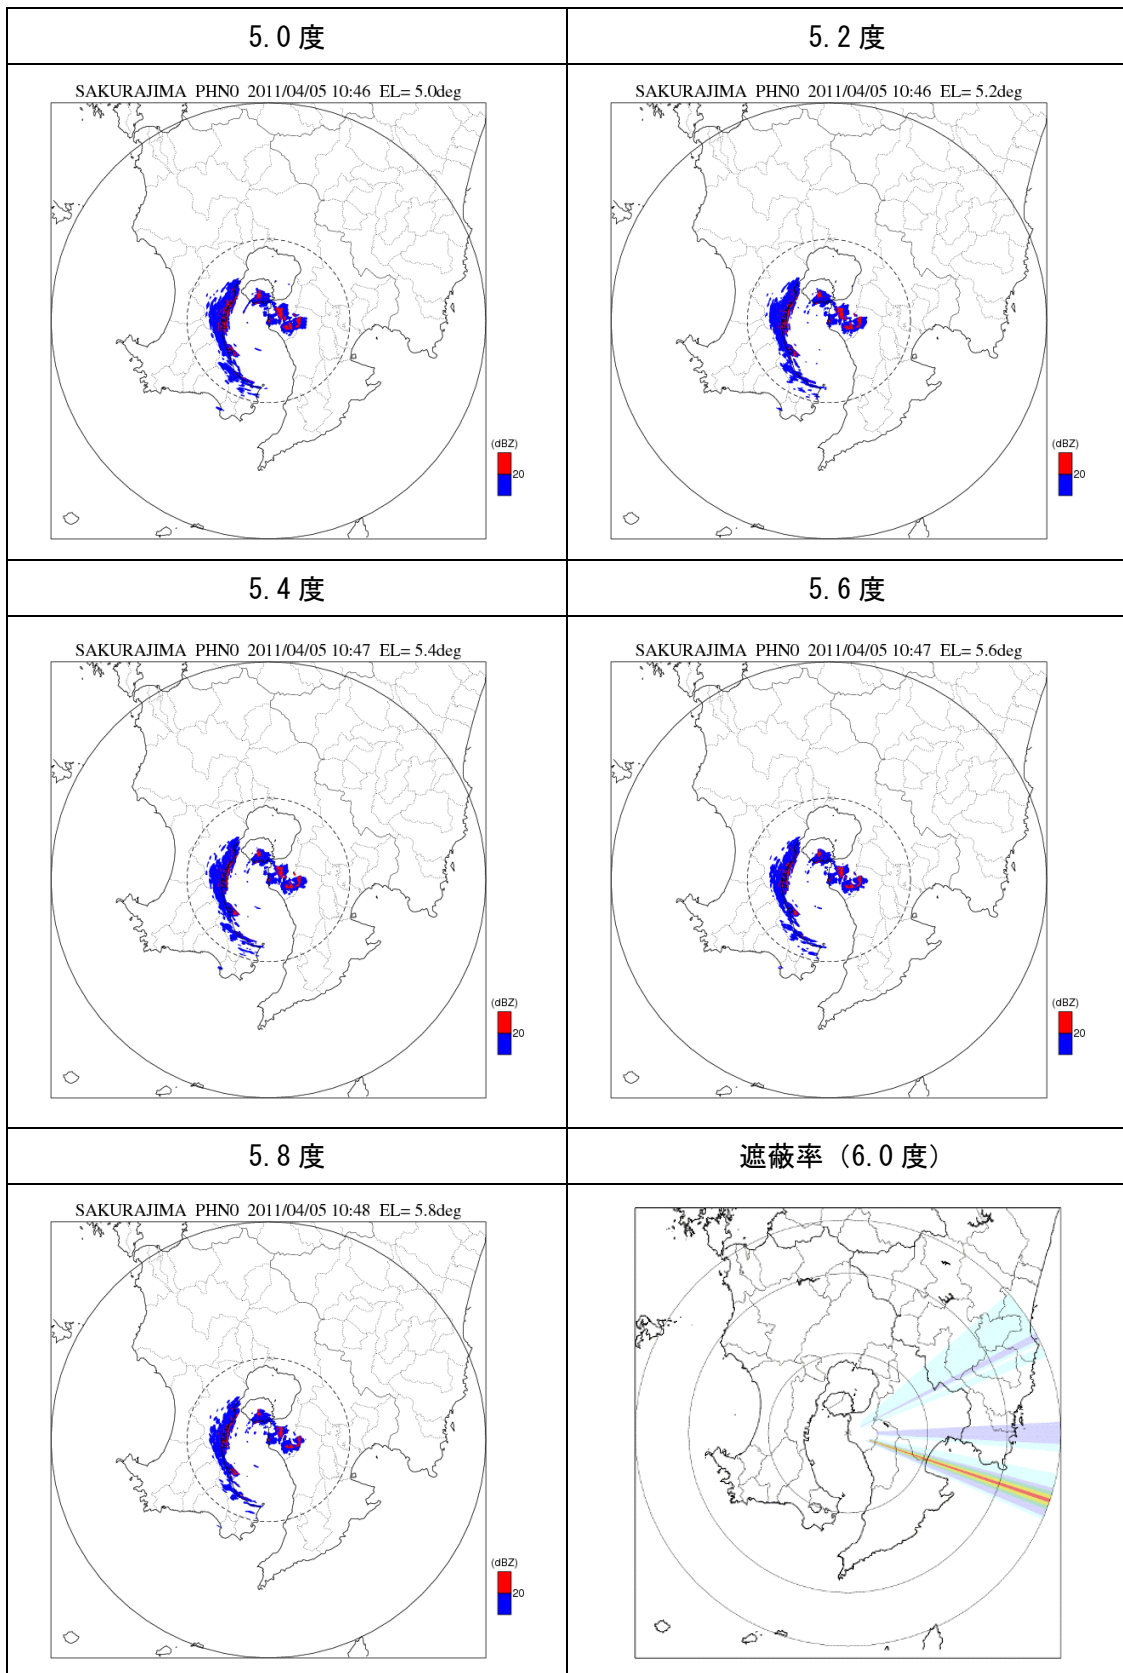 5.0度
5.2度
SAKURAJIMA PHN0 2011/04/05 10:46 EL= 5.0deg
(dBZ)
20
SAKURAJIMA PHN0 2011/04/05 10:46 EL= 5.2deg
(dBZ)
20
5.4度
5.6度
SAKURAJIMA PHN0 2011/04/05 10:47 EL= 5.4deg
(dBZ)
20
SAKURAJIMA PHN0 2011/04/05 10:47 EL= 5.6deg
(dBZ)
20
5.8度
遮蔽率（6.0度）
SAKURAJIMA PHN0 2011/04/05 10:48 EL= 5.8deg
(dBZ)
20